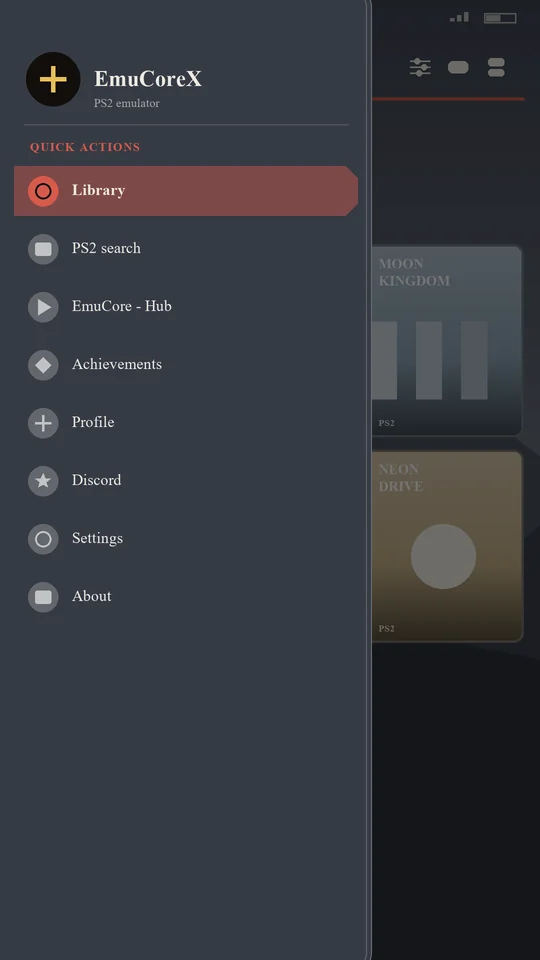 EmuCoreX
PS2 emulator
QUICK ACTIONS
Library
PS2 search
EmuCore - Hub
Achievements
Profile
Discord
Settings
About
MOON
KINGDOM
PS2
NEON
DRIVE
PS2